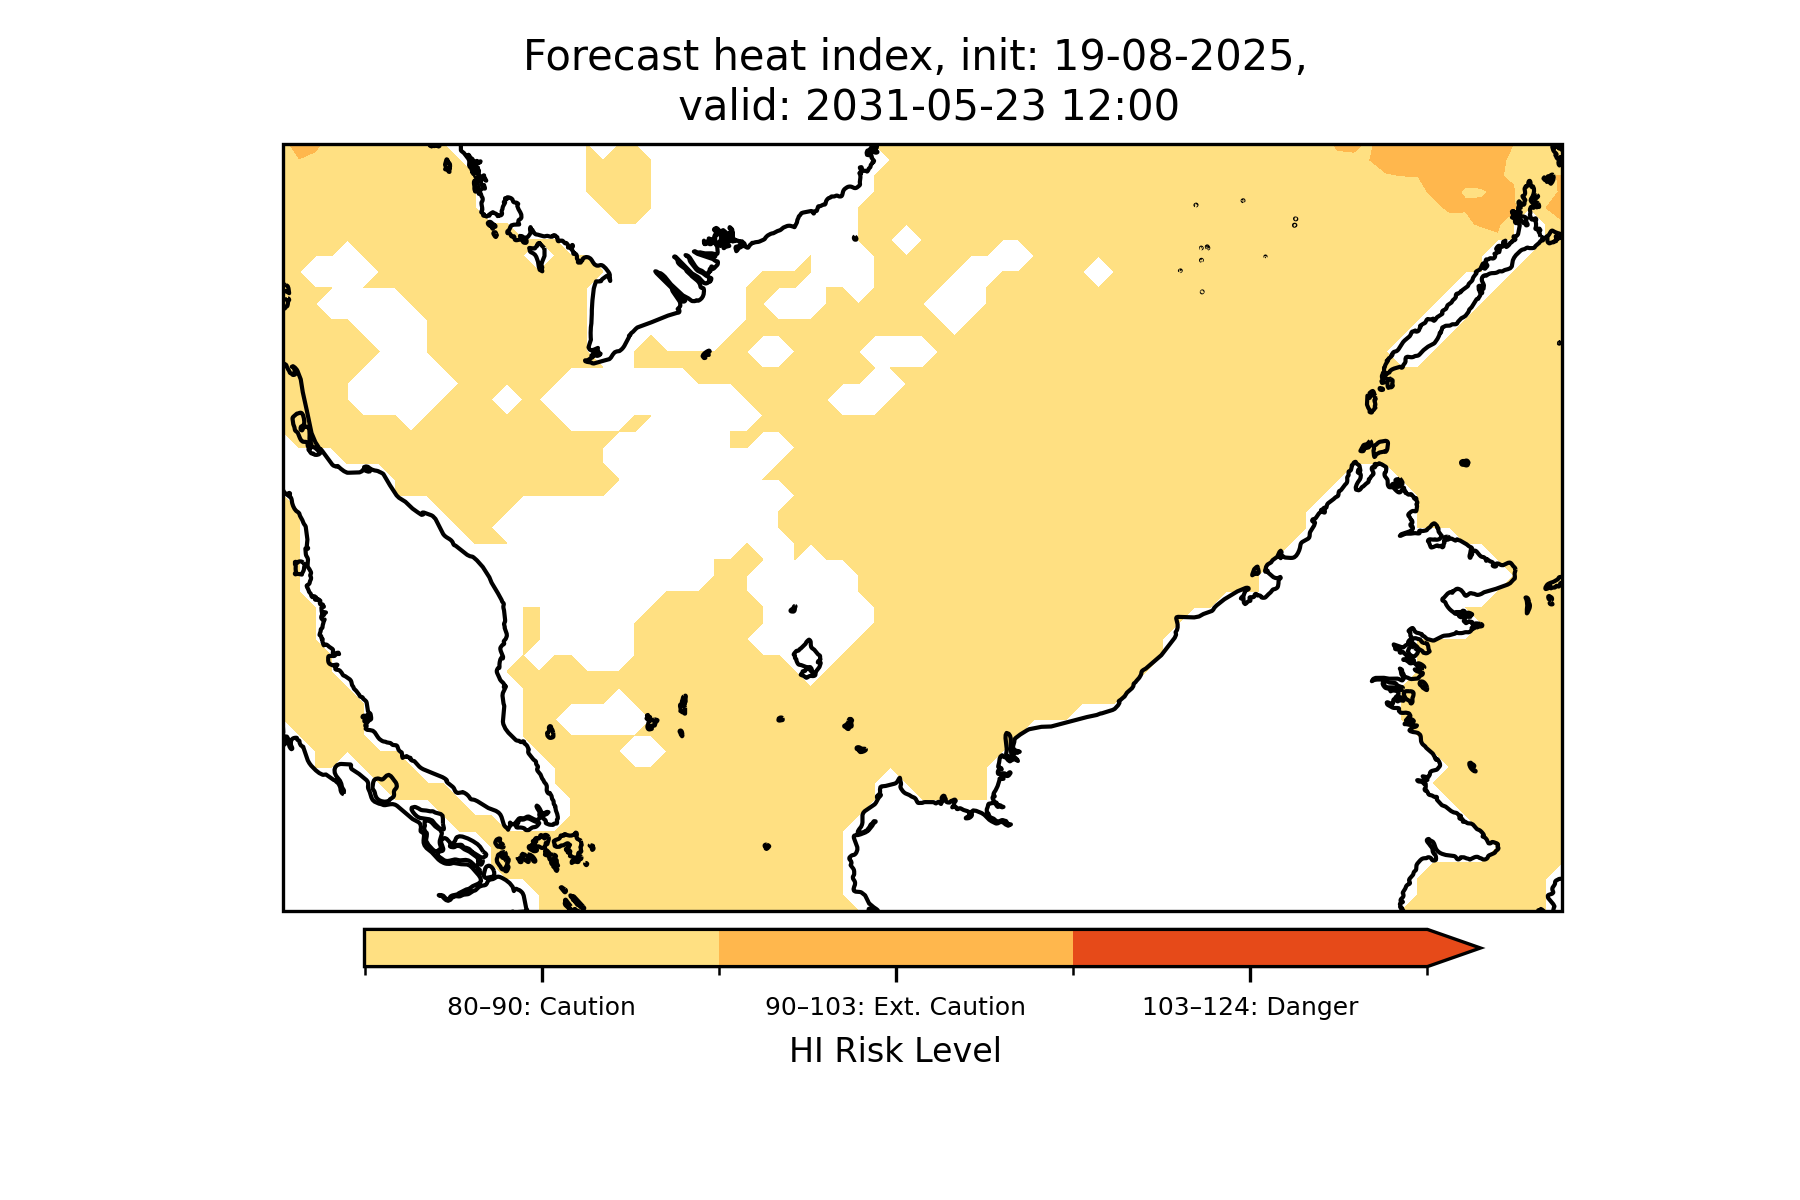 Forecast heat index, init: 19-08-2025,
valid: 2031-05-23 12:00
80–90: Caution
90–103: Ext. Caution
103–124: Danger
HI Risk Level